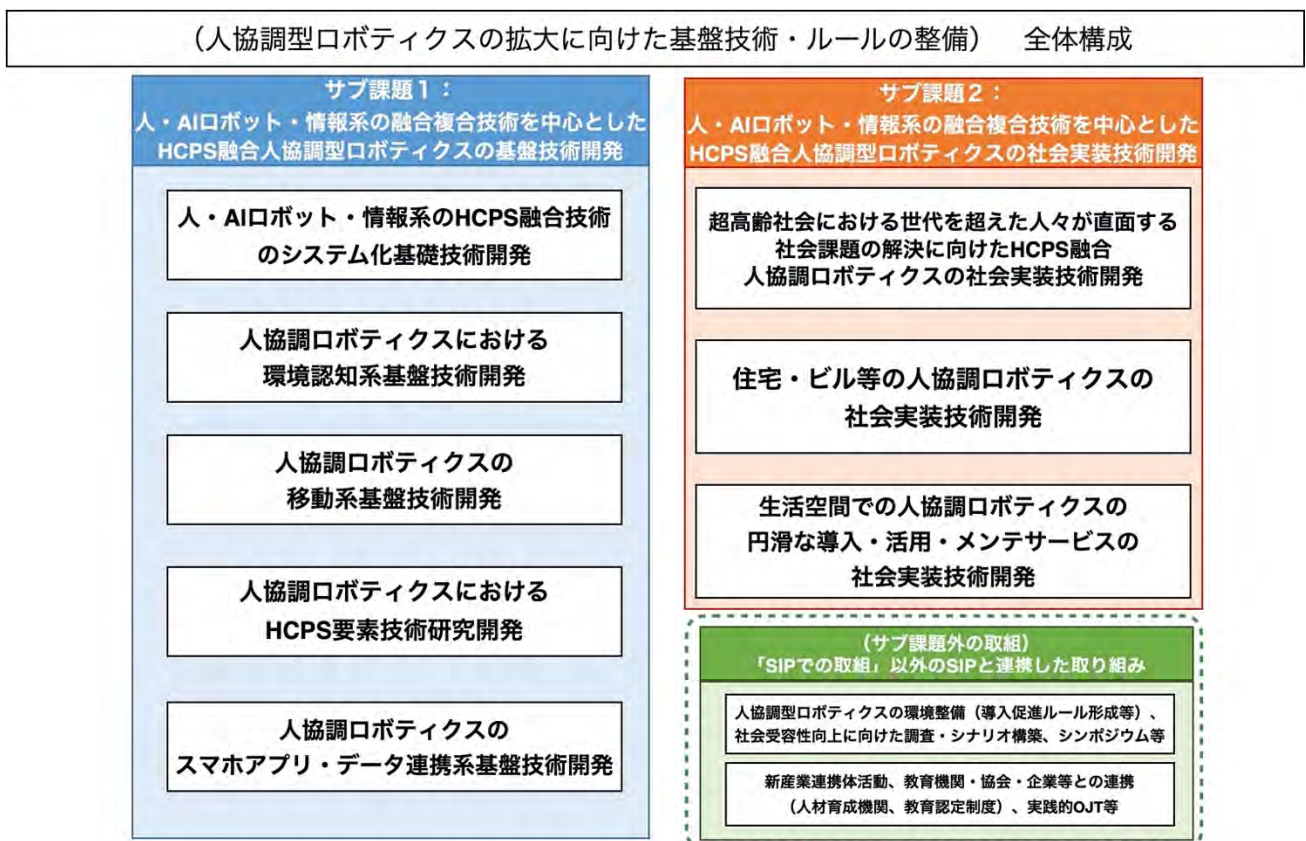 （人協調型ロボティクスの拡大に向けた基盤技術・ルールの整備）　全体構成
サブ課題１：
人・AIロボット・情報系の融合複合技術を中心とした
HCPS融合人協調型ロボティクスの基盤技術開発
人・AIロボット・情報系のHCPS融合技術
のシステム化基礎技術開発
人協調ロボティクスにおける
環境認知系基盤技術開発
人協調ロボティクスの
移動系基盤技術開発
人協調ロボティクスにおける
HCPS要素技術研究開発
人協調ロボティクスの
スマホアプリ・データ連携系基盤技術開発
サブ課題２：
人・AIロボット・情報系の融合複合技術を中心とした
HCPS融合人協調型ロボティクスの社会実装技術開発
超高齢社会における世代を超えた人々が直面する
社会課題の解決に向けたHCPS融合
人協調ロボティクスの社会実装技術開発
住宅・ビル等の人協調ロボティクスの
社会実装技術開発
生活空間での人協調ロボティクスの
円滑な導入・活用・メンテサービスの
社会実装技術開発
（サブ課題外の取組）
「SIPでの取組」以外のSIPと連携した取り組み
人協調型ロボティクスの環境整備（導入促進ルール形成等）、
社会受容性向上に向けた調査・シナリオ構築、シンポジウム等
新産業連携体活動、教育機関・協会・企業等との連携
（人材育成機関、教育認定制度）、実践的OJT等